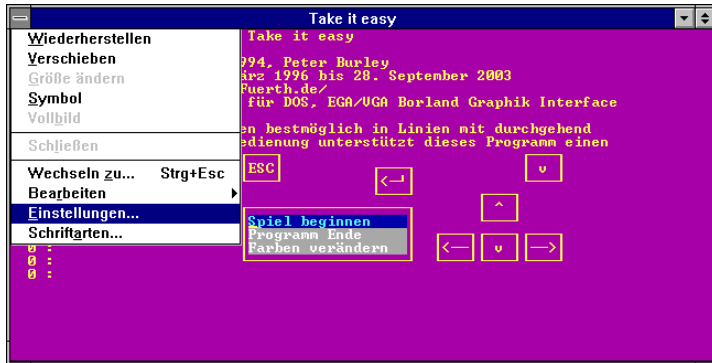 Take it easy
Wiederherstellen
Verschieben
Größe ändern
Symbol
Vollbild
Schließen
Wechseln zu... Strg+Esc
Bearbeiten
Einstellungen...
Schriftarten...
Take it easy
994, Peter Burley
ärz 1996 bis 28. September 2003
Fuerth.de/
für DOS, EGA/VGA Borland Graphik Interface
en bestmöglich in Linien mit durchgehend
edienung unterstützt dieses Programm einen
ESC
v
^
<— v —>
Spiel beginnen
Programm Ende
Farben verändern
0 :
0 :
0 :